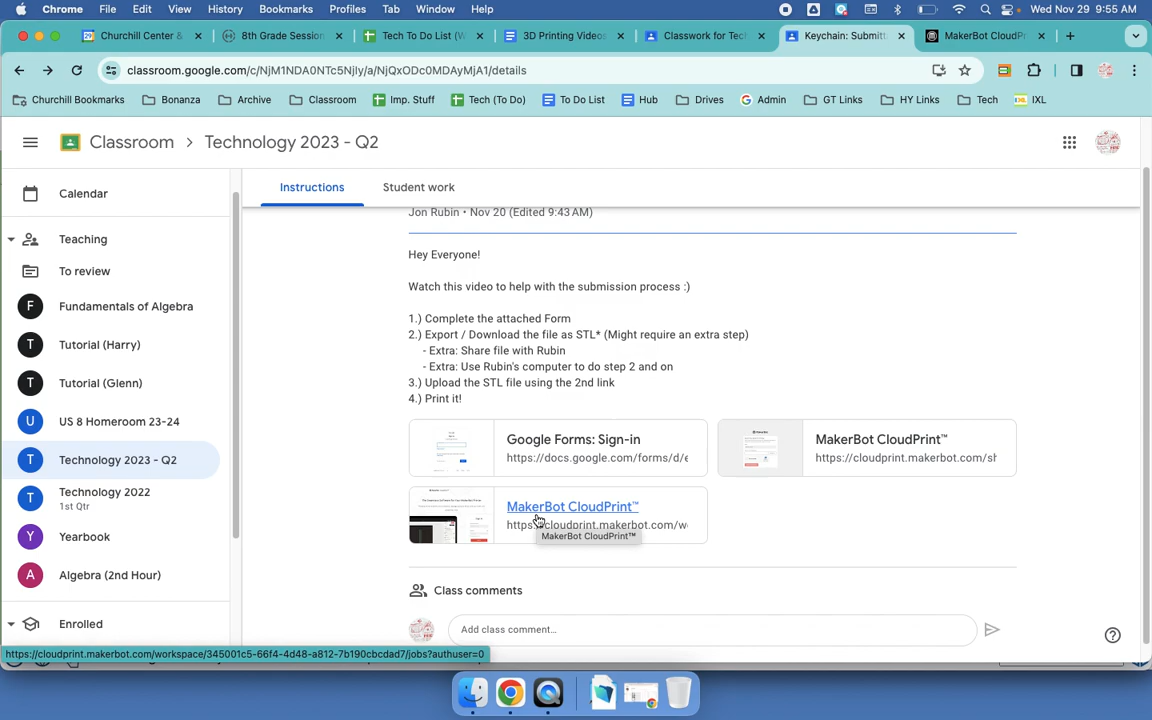 Chrome File Edit View History Bookmarks Profiles Tab Window Help Wed Nov 29 9:55 AM
Churchill Center & 8th Grade Session Tech To Do List (W 3D Printing Videos Classwork for Tec Keychain: Submitt MakerBot CloudPr
classroom.google.com/c/NjM1NDA0NTc5Njly/a/NjQxODc0MDAyMjA1/details
Churchill Bookmarks Bonanza Archive Classroom Imp. Stuff Tech (To Do) To Do List Hub Drives Admin GT Links HY Links Tech IXL
Classroom > Technology 2023 - Q2
Instructions Student work
Calendar
Teaching
To review
F Fundamentals of Algebra
T Tutorial (Harry)
T Tutorial (Glenn)
U US 8 Homeroom 23-24
T Technology 2023 - Q2
T Technology 2022
1st Qtr
Y Yearbook
A Algebra (2nd Hour)
Enrolled
Jon Rubin • Nov 20 (Edited 9:43 AM)
Hey Everyone!
Watch this video to help with the submission process :)
1.) Complete the attached Form
2.) Export / Download the file as STL* (Might require an extra step)
- Extra: Share file with Rubin
- Extra: Use Rubin's computer to do step 2 and on
3.) Upload the STL file using the 2nd link
4.) Print it!
Google Forms: Sign-in
https://docs.google.com/forms/d/e
MakerBot CloudPrint™
https://cloudprint.makerbot.com/sh
MakerBot CloudPrint™
https://cloudprint.makerbot.com/w
MakerBot CloudPrint™
Class comments
Add class comment...
https://cloudprint.makerbot.com/workspace/345001c5-66f4-4d48-a812-7b190cbcdad7/jobs?authuser=0